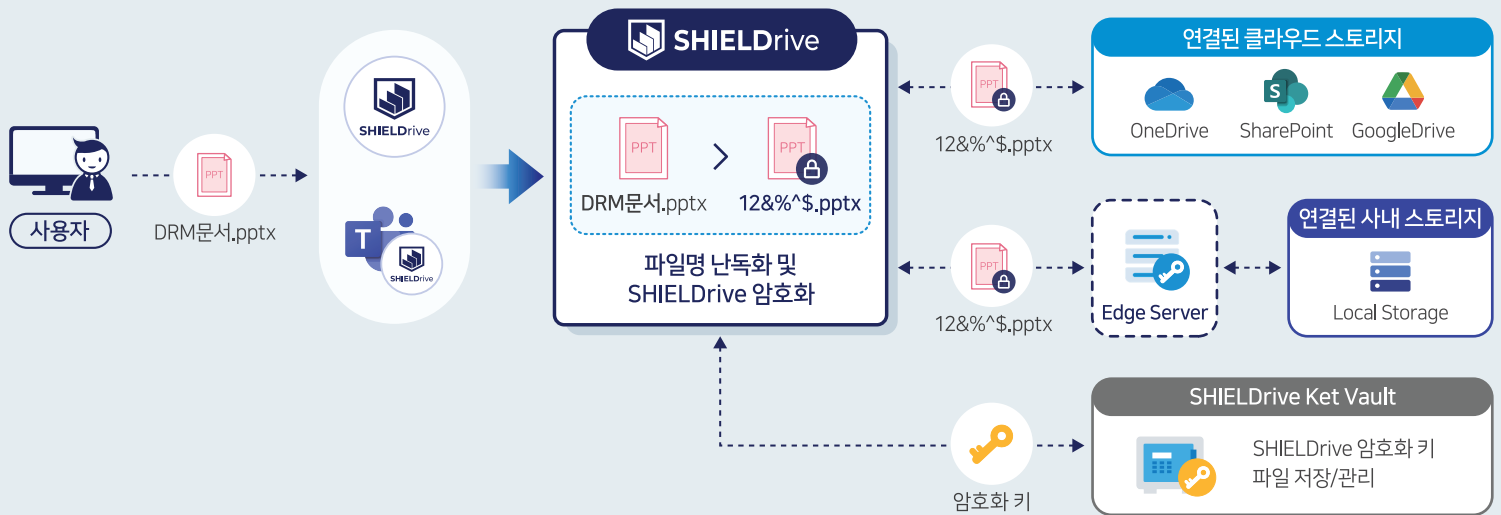 사용자
PPT
DRM문서.pptx
SHIELDrive
T
SHIELDrive
SHIELDrive
PPT
PPT
DRM문서.pptx
12&%^$.pptx
파일명 난독화 및
SHIELDrive 암호화
PPT
12&%^$.pptx
연결된 클라우드 스토리지
S
OneDrive
SharePoint
GoogleDrive
PPT
12&%^$.pptx
Edge Server
연결된 사내 스토리지
Local Storage
암호화 키
SHIELDrive Ket Vault
SHIELDrive 암호화 키
파일 저장/관리